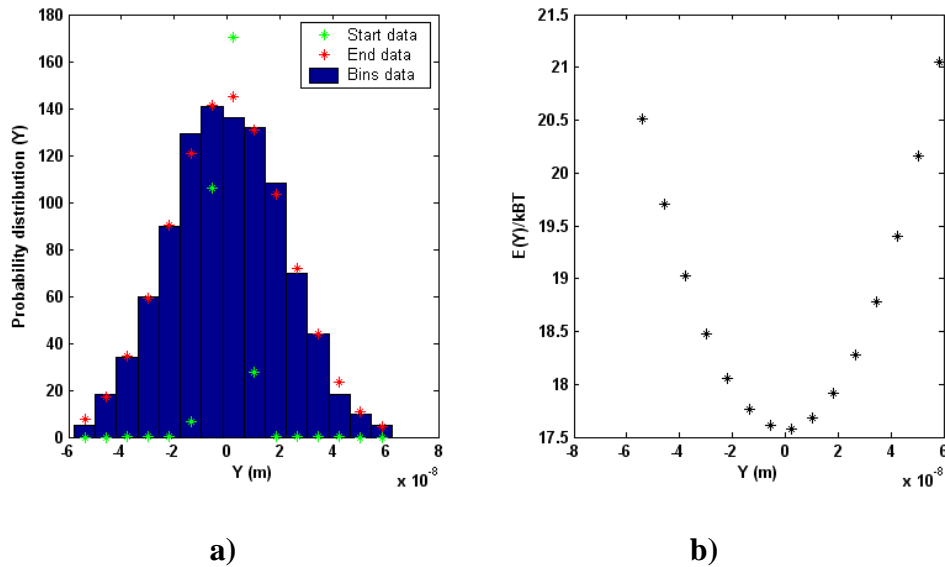 180
160
140
120
100
80
60
40
20
0
Probability distribution (Y)
Start data
End data
Bins data
-6 -4 -2 0 2 4 6 8
Y (m)
x 10-8
a)
21.5
21
20.5
20
19.5
19
18.5
18
17.5
E(Y)/kBT
-8 -6 -4 -2 0 2 4 6
Y (m)
x 10-8
b)